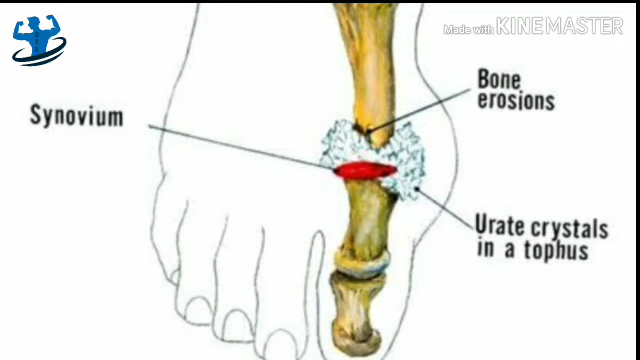 Made with KINEMASTER
Bone
erosions
Synovium
Urate crystals
in a tophus